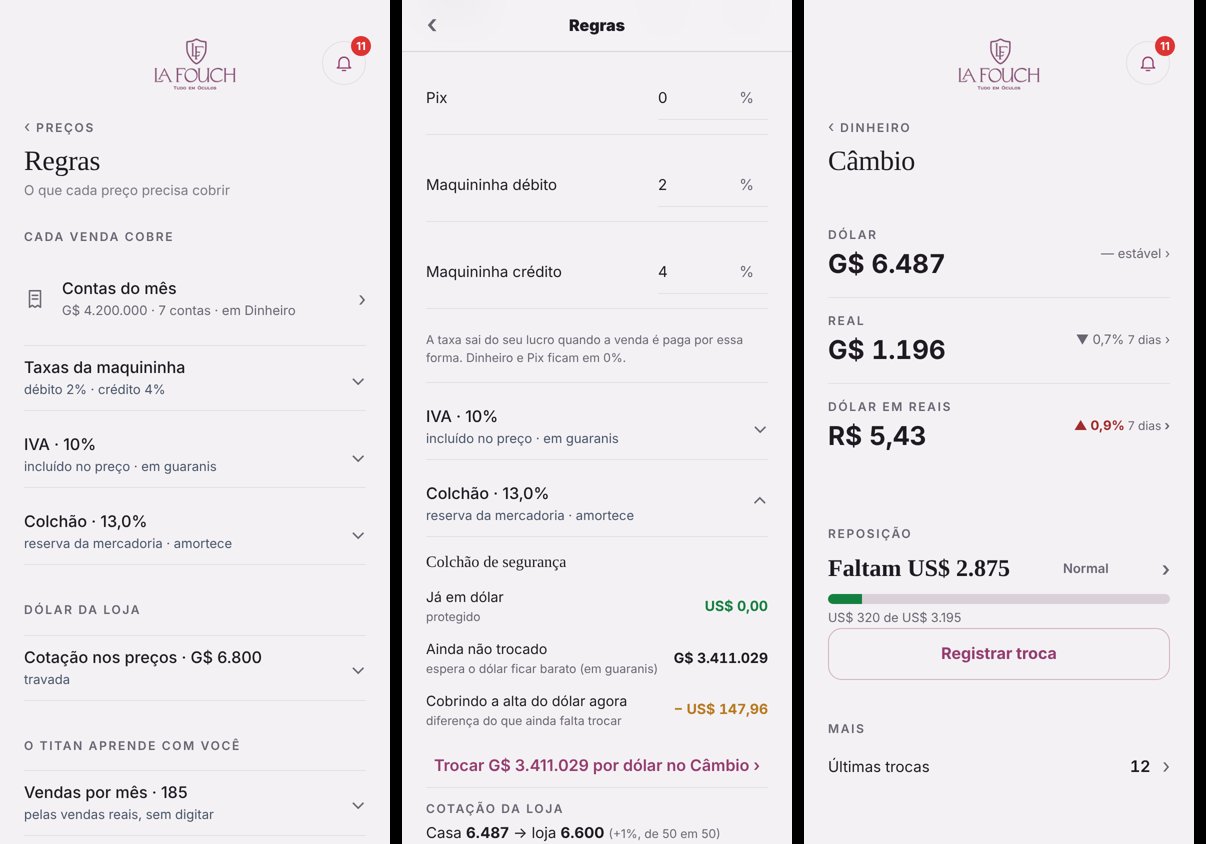 LF
LA FOUCH
TUDO EM ÓCULOS
11
‹ PREÇOS
Regras
O que cada preço precisa cobrir
CADA VENDA COBRE
Contas do mês
G$ 4.200.000 · 7 contas · em Dinheiro
Taxas da maquininha
débito 2% · crédito 4%
IVA · 10%
incluído no preço · em guaranis
Colchão · 13,0%
reserva da mercadoria · amortece
DÓLAR DA LOJA
Cotação nos preços · G$ 6.800
travada
O TITAN APRENDE COM VOCÊ
Vendas por mês · 185
pelas vendas reais, sem digitar
Regras
Pix 0 %
Maquininha débito 2 %
Maquininha crédito 4 %
A taxa sai do seu lucro quando a venda é paga por essa
forma. Dinheiro e Pix ficam em 0%.
IVA · 10%
incluído no preço · em guaranis
Colchão · 13,0%
reserva da mercadoria · amortece
Colchão de segurança
Já em dólar
protegido
US$ 0,00
Ainda não trocado
espera o dólar ficar barato (em guaranis)
G$ 3.411.029
Cobrindo a alta do dólar agora
diferença do que ainda falta trocar
− US$ 147,96
Trocar G$ 3.411.029 por dólar no Câmbio ›
COTAÇÃO DA LOJA
Casa 6.487 → loja 6.600 (+1%, de 50 em 50)
LF
LA FOUCH
TUDO EM ÓCULOS
11
‹ DINHEIRO
Câmbio
DÓLAR
G$ 6.487
— estável ›
REAL
G$ 1.196
▼ 0,7% 7 dias ›
DÓLAR EM REAIS
R$ 5,43
▲ 0,9% 7 dias ›
REPOSIÇÃO
Faltam US$ 2.875
Normal ›
US$ 320 de US$ 3.195
Registrar troca
MAIS
Últimas trocas 12 ›